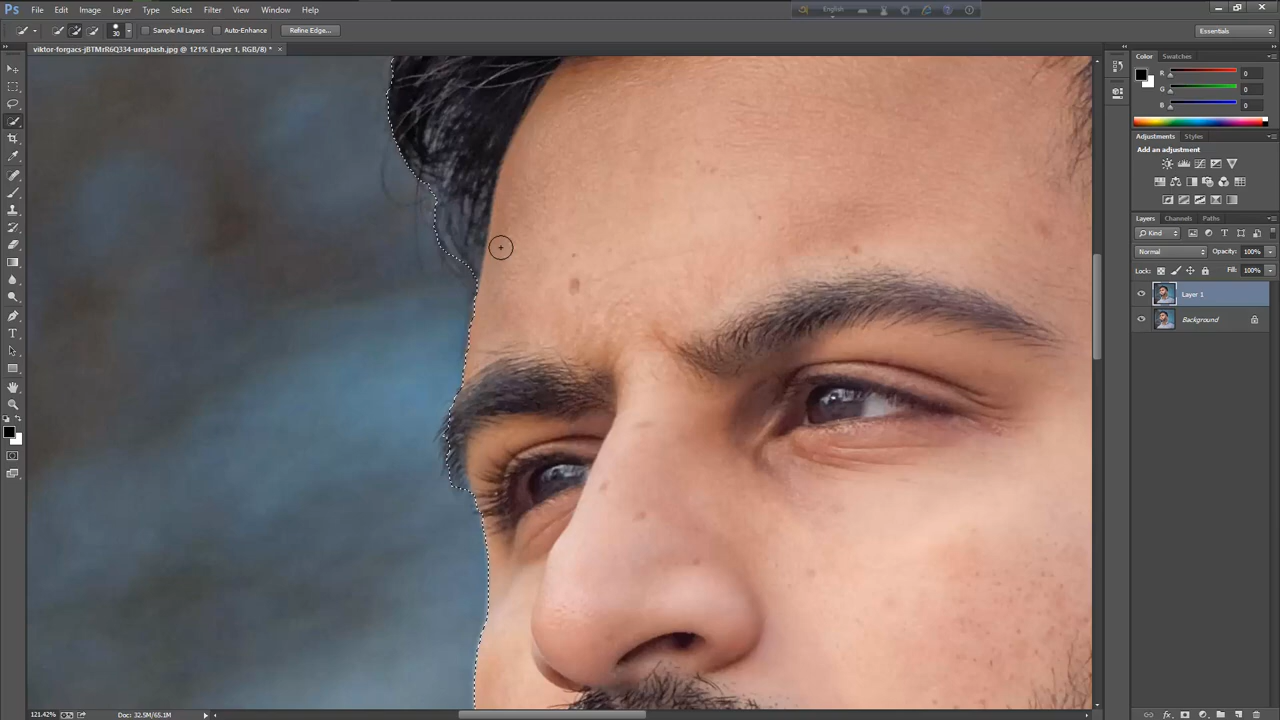 Ps File Edit Image Layer Type Select Filter View Window Help
English
30 Sample All Layers Auto-Enhance Refine Edge... Essentials
viktor-forgacs-jBTMrR6Q334-unsplash.jpg @ 121% (Layer 1, RGB/8) * ×
Color Swatches
R 0
G 0
B 0
Adjustments Styles
Add an adjustment
Layers Channels Paths
Kind
Normal Opacity: 100%
Lock: Fill: 100%
Layer 1
Background
121.42% Doc: 32.5M/65.1M